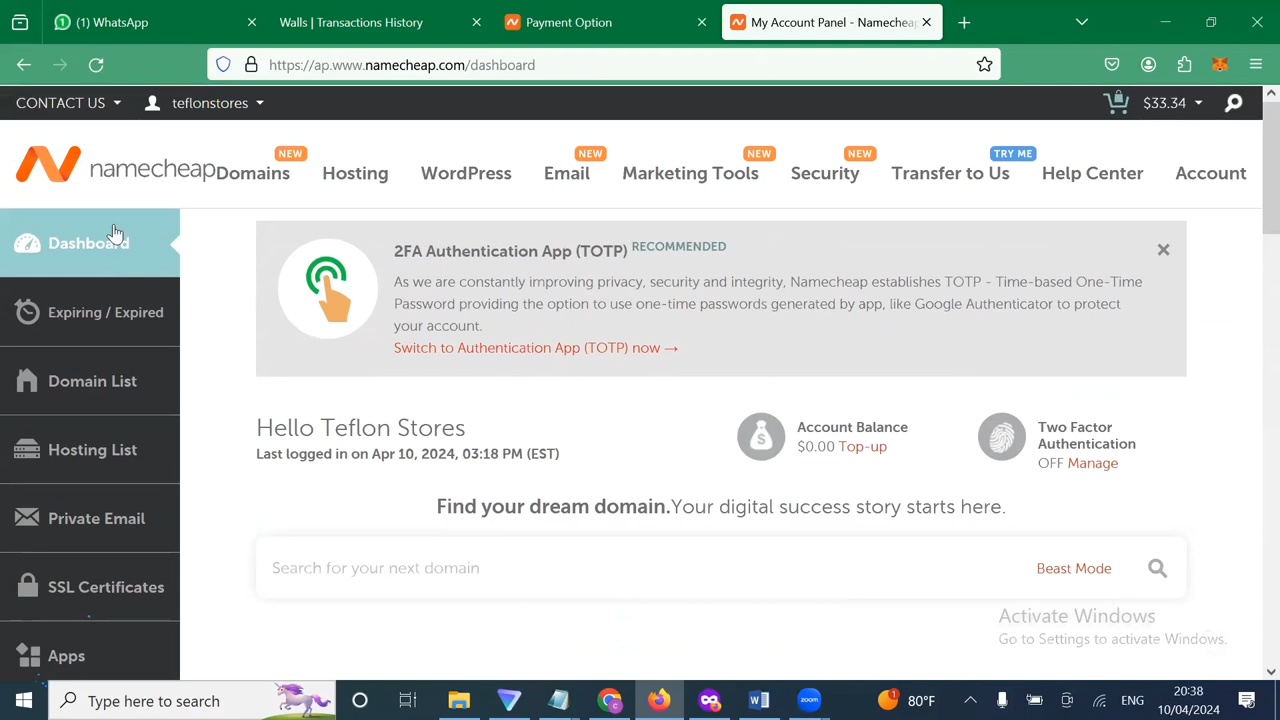 (1) WhatsApp
Walls | Transactions History
Payment Option
My Account Panel - Namecheap
https://ap.www.namecheap.com/dashboard
CONTACT US
teflonstores
$33.34
namecheap
NEW
NEW
NEW
NEW
TRY ME
Domains
Hosting
WordPress
Email
Marketing Tools
Security
Transfer to Us
Help Center
Account
Dashboard
Expiring / Expired
Domain List
Hosting List
Private Email
SSL Certificates
Apps
2FA Authentication App (TOTP) RECOMMENDED
As we are constantly improving privacy, security and integrity, Namecheap establishes TOTP - Time-based One-Time
Password providing the option to use one-time passwords generated by app, like Google Authenticator to protect
your account.
Switch to Authentication App (TOTP) now →
Hello Teflon Stores
Last logged in on Apr 10, 2024, 03:18 PM (EST)
Account Balance
$0.00 Top-up
Two Factor
Authentication
OFF Manage
Find your dream domain.Your digital success story starts here.
Search for your next domain
Beast Mode
Activate Windows
Go to Settings to activate Windows.
Type here to search
1
80°F
ENG
20:38
10/04/2024